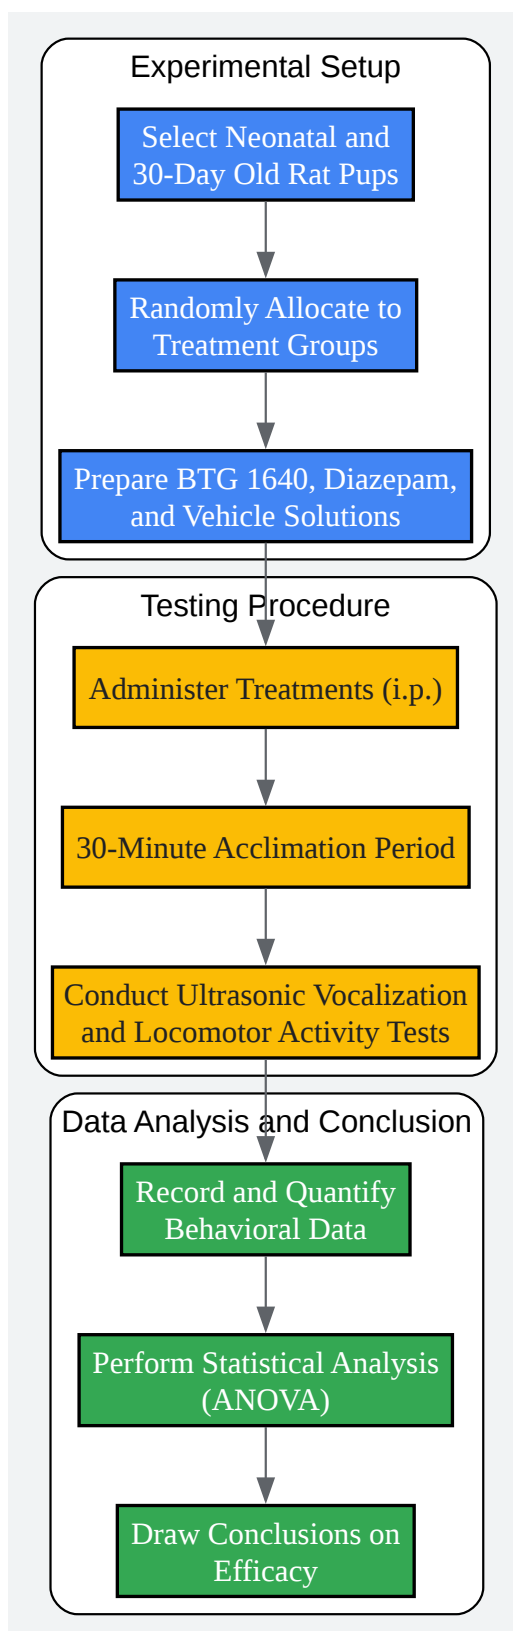 Experimental Setup
Select Neonatal and
30-Day Old Rat Pups
Randomly Allocate to
Treatment Groups
Prepare BTG 1640, Diazepam,
and Vehicle Solutions
Testing Procedure
Administer Treatments (i.p.)
30-Minute Acclimation Period
Conduct Ultrasonic Vocalization
and Locomotor Activity Tests
Data Analysis and Conclusion
Record and Quantify
Behavioral Data
Perform Statistical Analysis
(ANOVA)
Draw Conclusions on
Efficacy